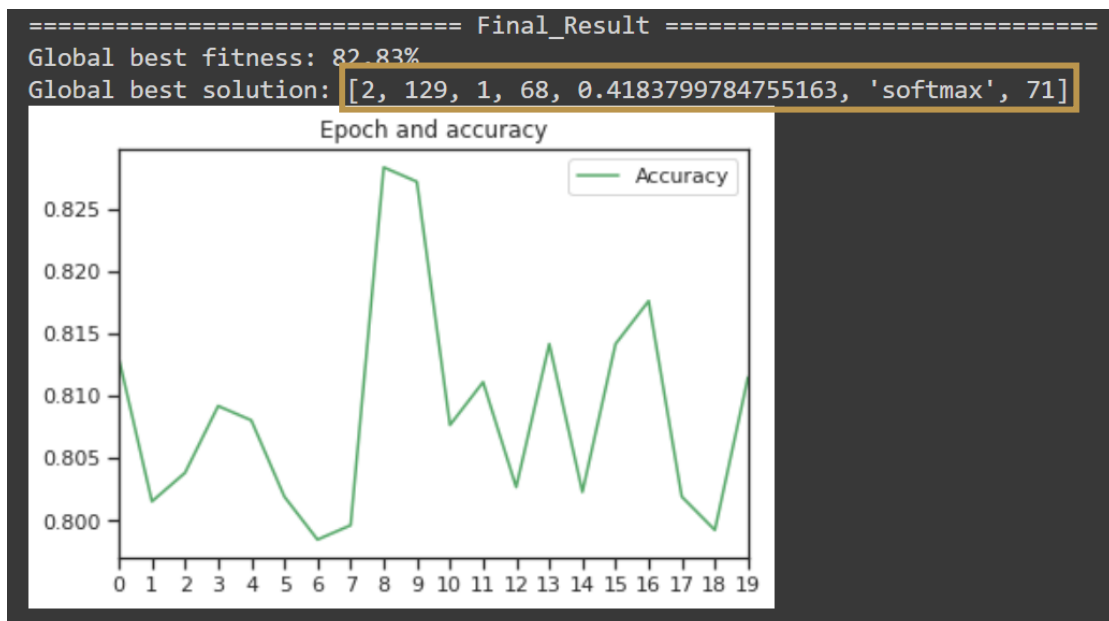 ============================== Final_Result ==============================
Global best fitness: 82.83%
Global best solution: [2, 129, 1, 68, 0.4183799784755163, 'softmax', 71]
Epoch and accuracy
Accuracy
0.825
0.820
0.815
0.810
0.805
0.800
0 1 2 3 4 5 6 7 8 9 10 11 12 13 14 15 16 17 18 19